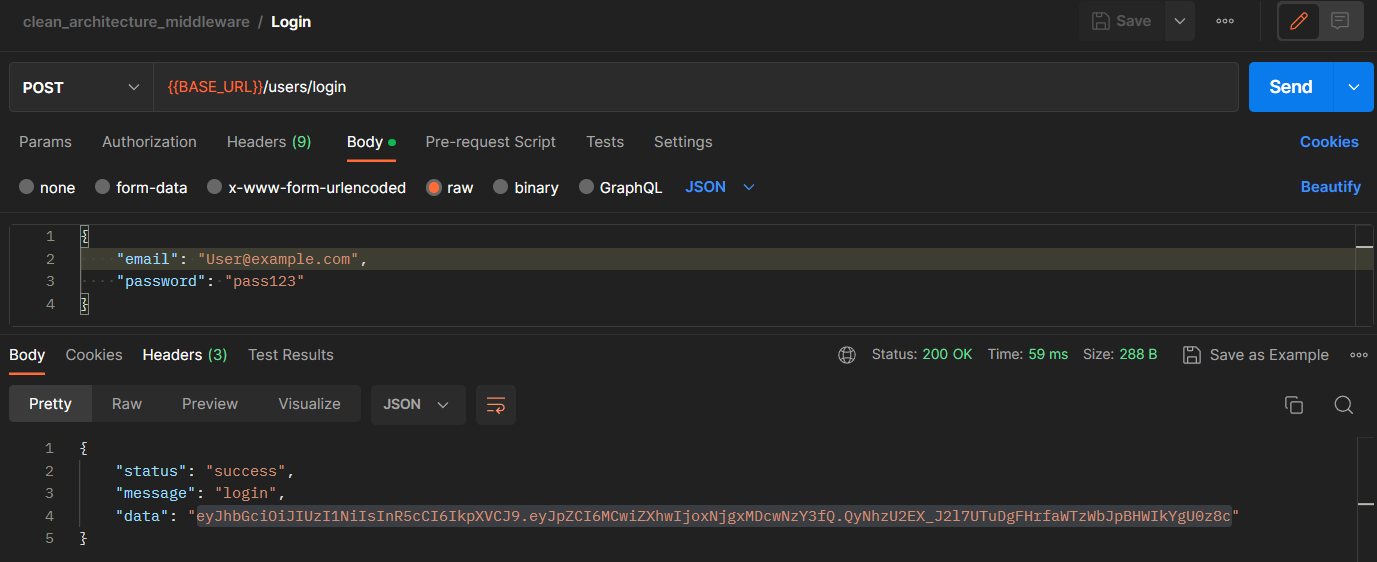 clean_architecture_middleware / Login
Save
POST
{{BASE_URL}}/users/login
Send
Params Authorization Headers (9) Body Pre-request Script Tests Settings Cookies
none form-data x-www-form-urlencoded raw binary GraphQL JSON Beautify
1 {
2 "email": "User@example.com",
3 "password": "pass123"
4 }
Body Cookies Headers (3) Test Results Status: 200 OK Time: 59 ms Size: 288 B Save as Example
Pretty Raw Preview Visualize JSON
1 {
2 "status": "success",
3 "message": "login",
4 "data": "eyJhbGciOiJIUzI1NiIsInR5cCI6IkpXVCJ9.eyJpZCI6MCwiZXhwIjoxNjgxMDcwNzY3fQ.QyNhzU2EX_J2l7UTuDgFHrfaWTzWbJpBHWIkYgU0z8c"
5 }